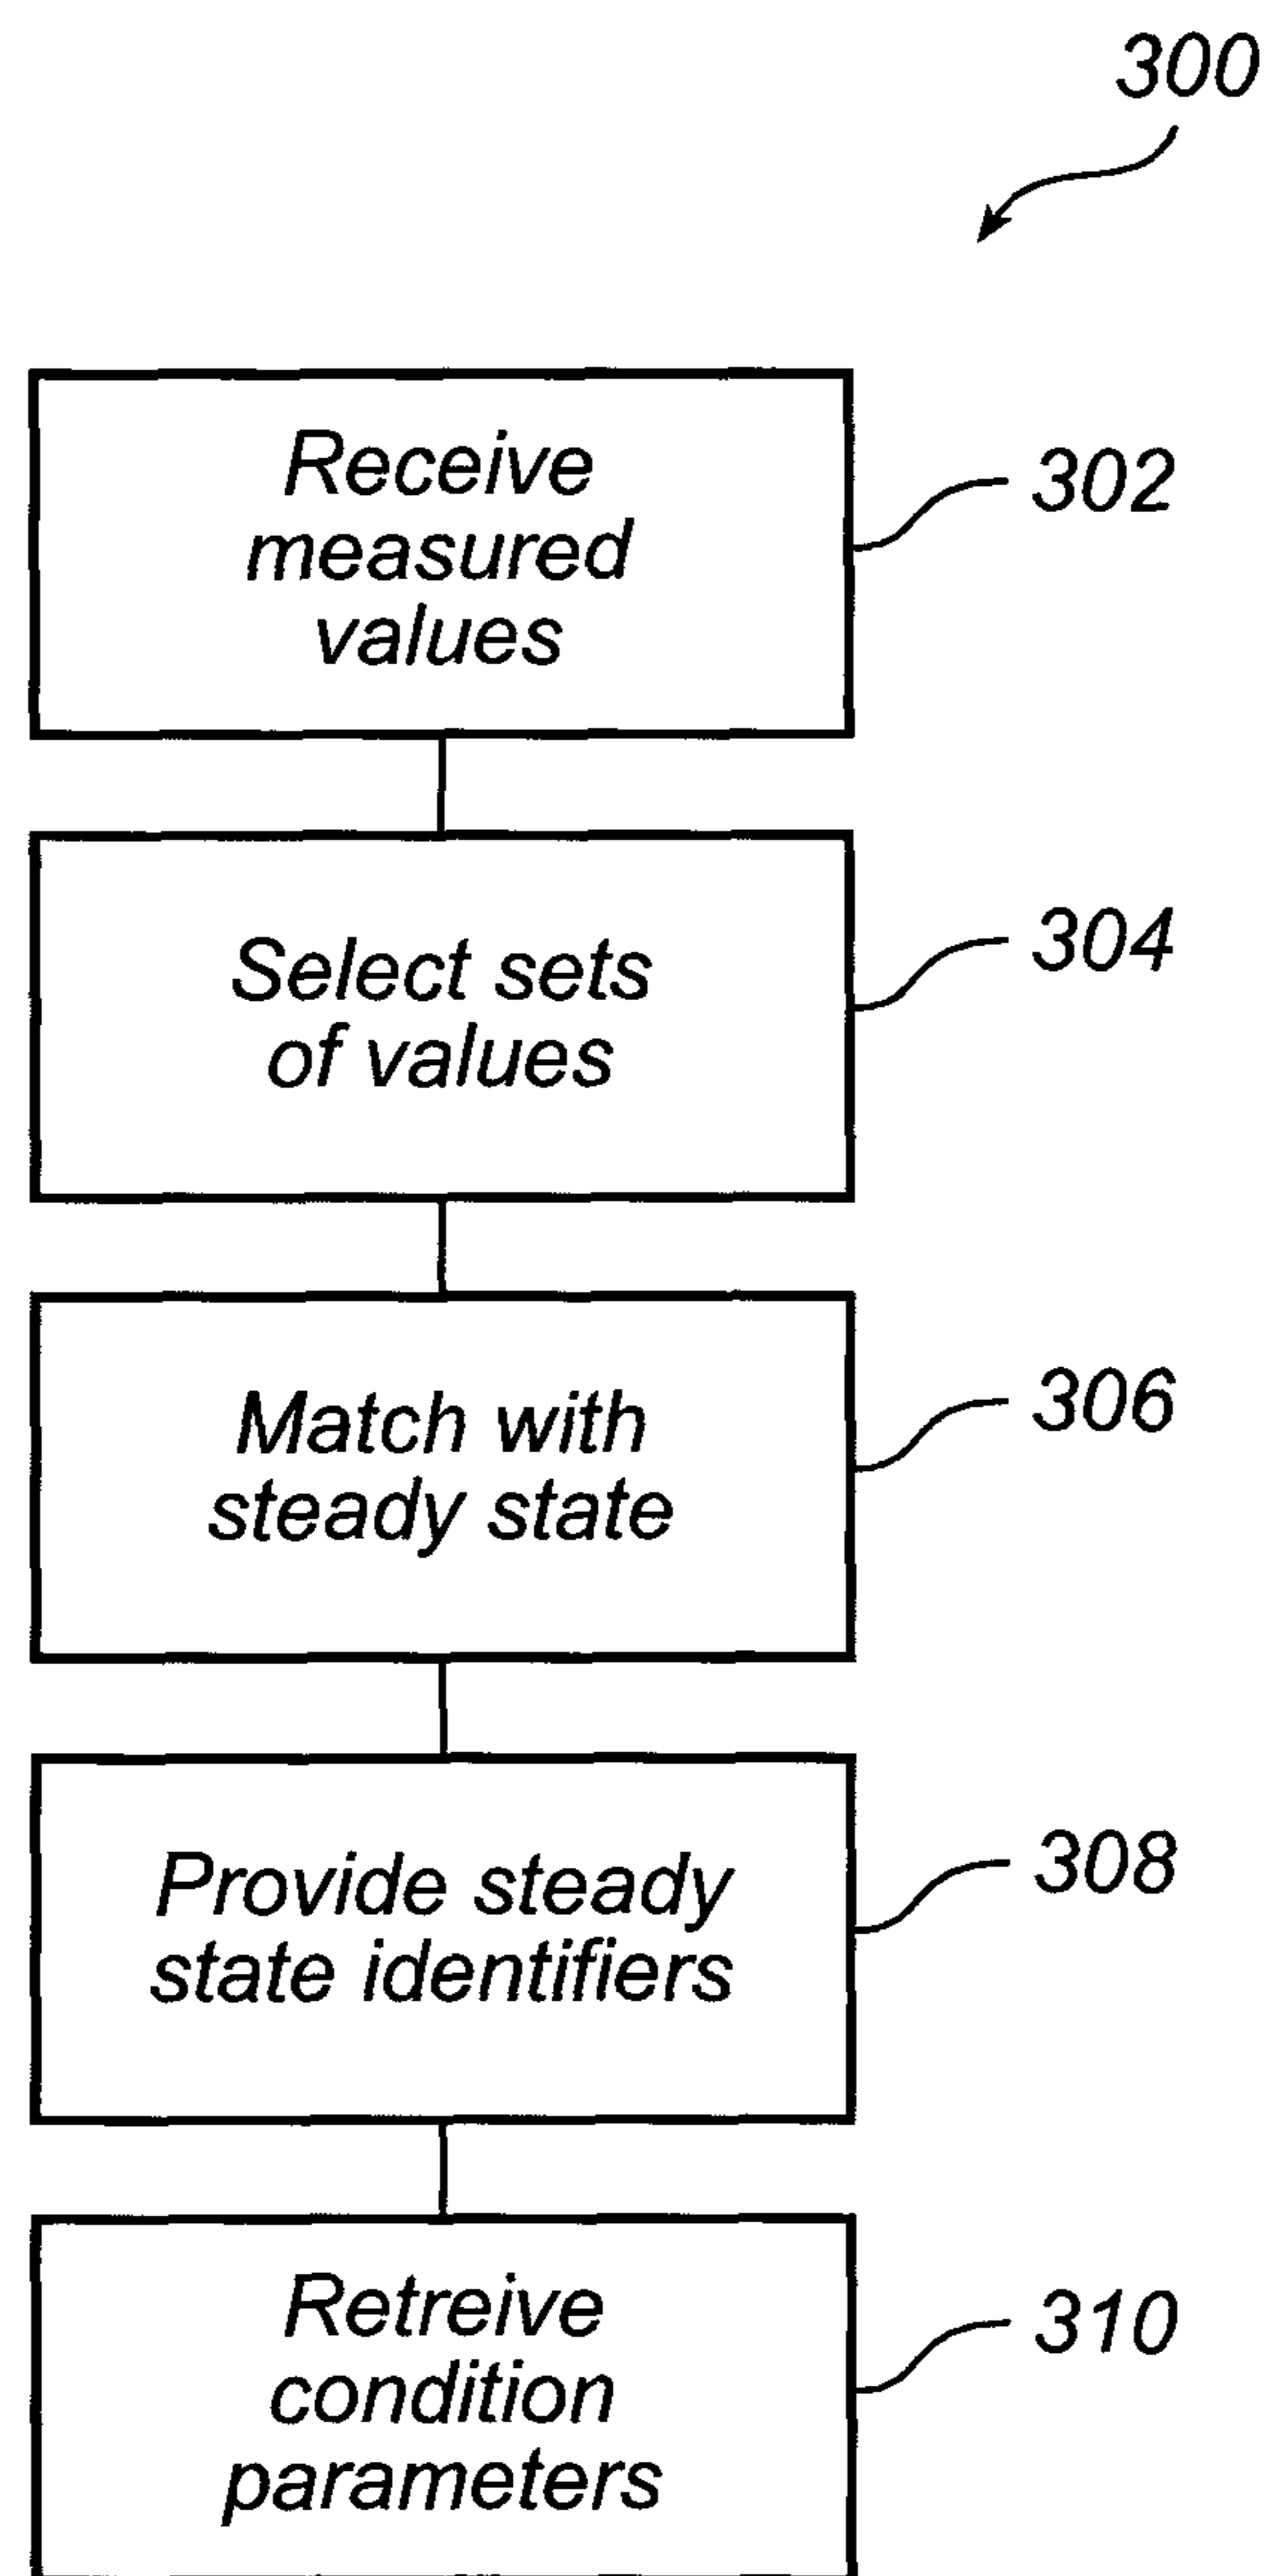 300
Receive
measured
values
302
Select sets
of values
304
Match with
steady state
306
Provide steady
state identifiers
308
Retreive
condition
parameters
310